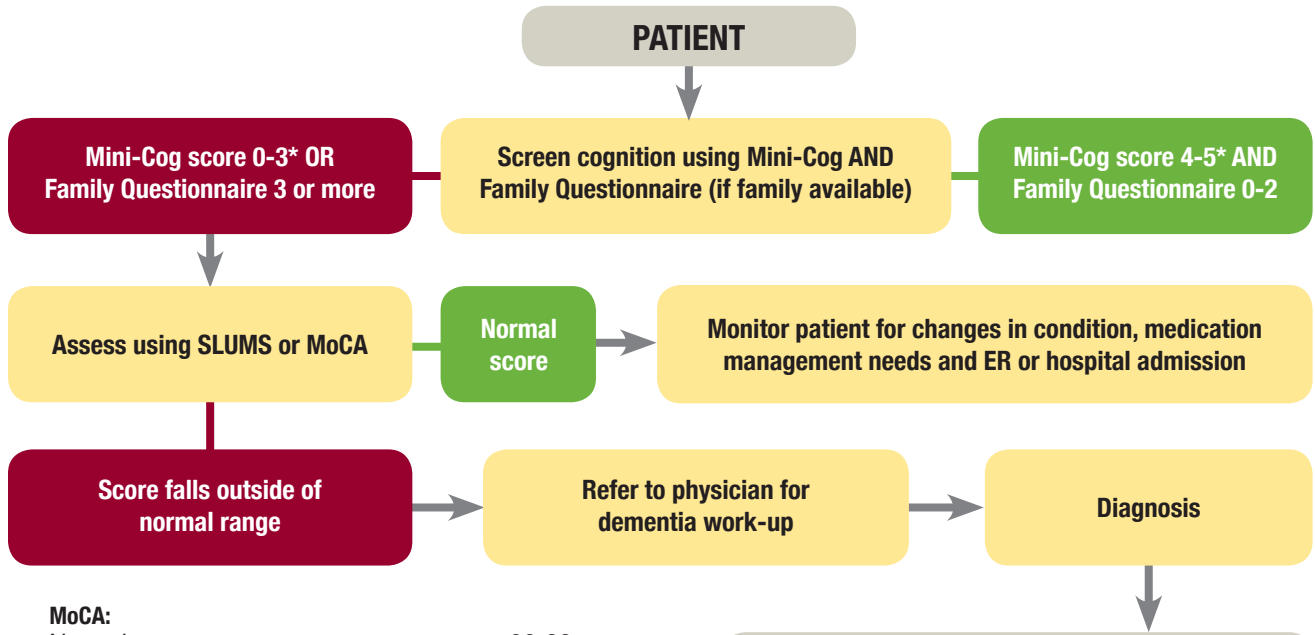 PATIENT
Mini-Cog score 0-3* OR
Family Questionnaire 3 or more
Screen cognition using Mini-Cog AND
Family Questionnaire (if family available)
Mini-Cog score 4-5* AND
Family Questionnaire 0-2
Assess using SLUMS or MoCA
Normal
score
Monitor patient for changes in condition, medication
management needs and ER or hospital admission
Score falls outside of
normal range
Refer to physician for
dementia work-up
Diagnosis
MoCA: